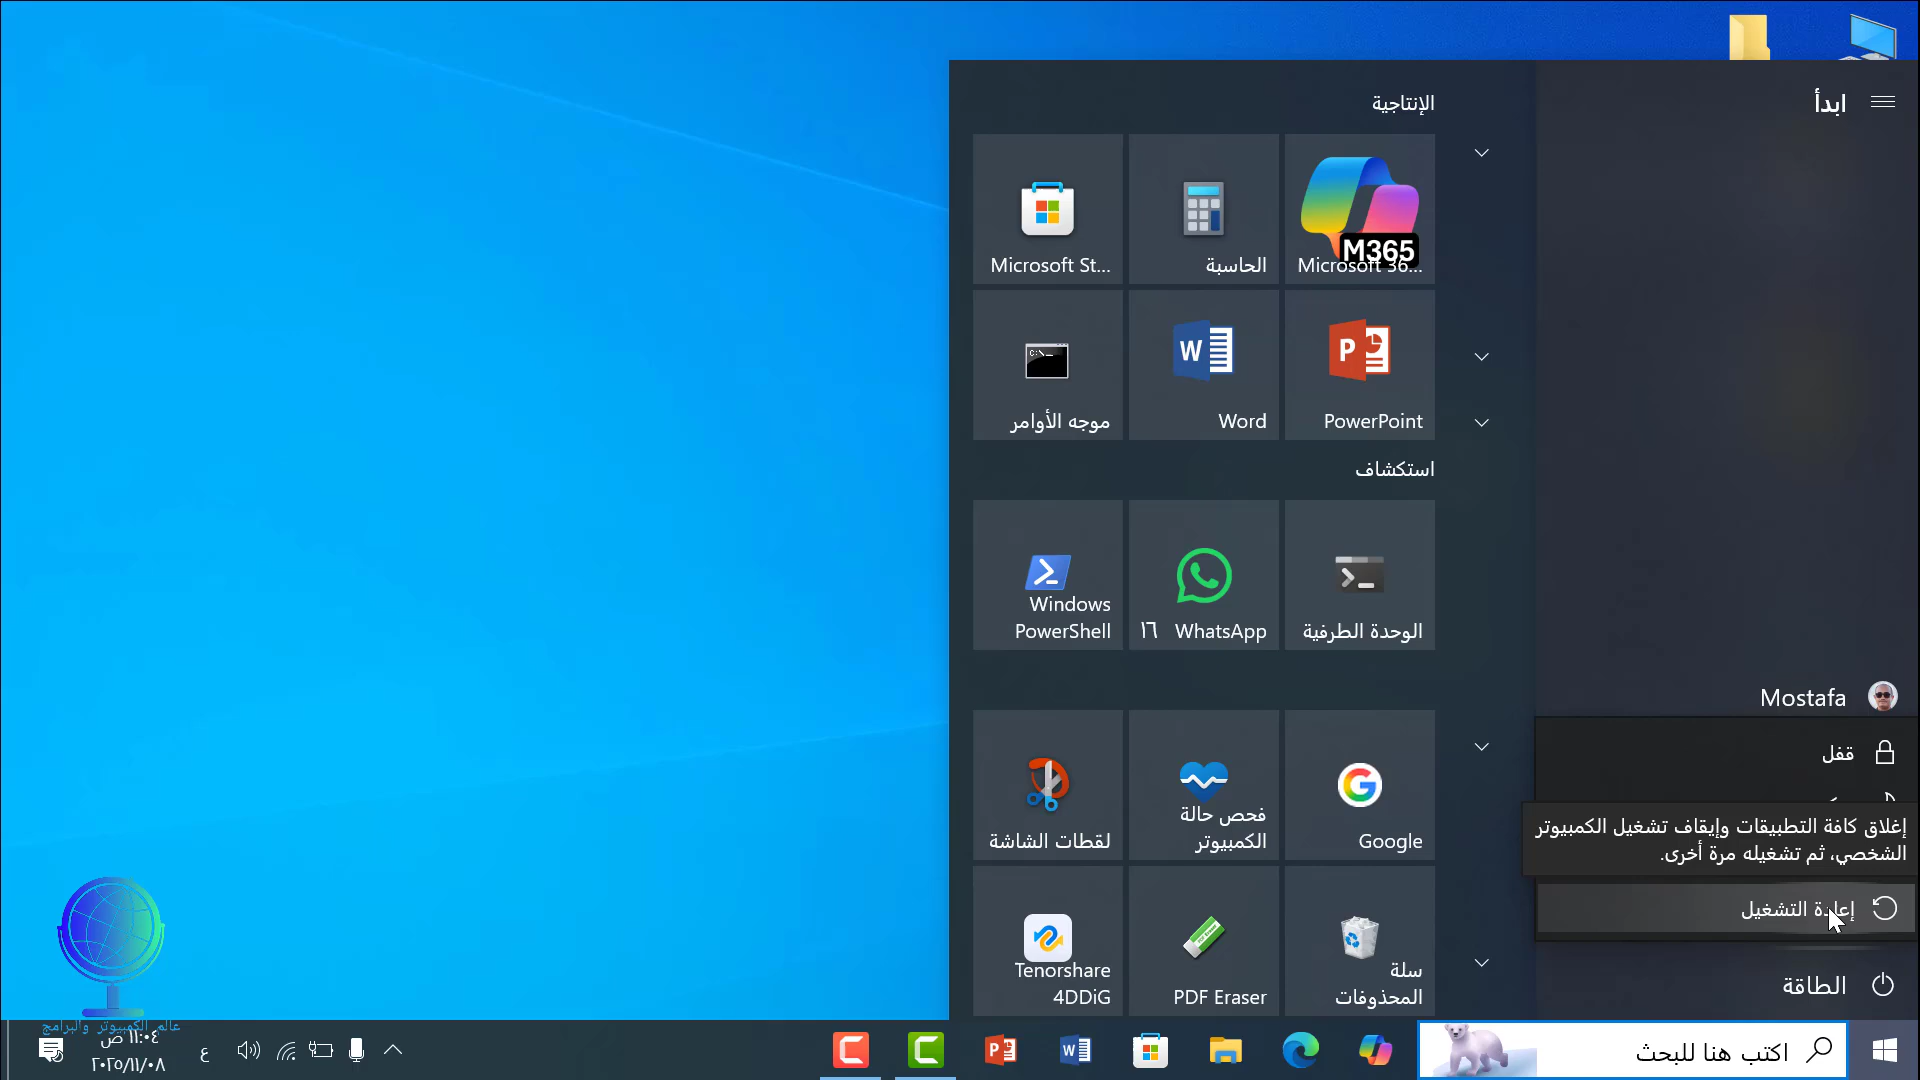 ابدأ
الإنتاجية
M365
Microsoft 36...
الحاسبة
Microsoft St...
PowerPoint
Word
موجه الأوامر
استكشاف
الوحدة الطرفية
WhatsApp ١٦
Windows
PowerShell
Google
فحص حالة
الكمبيوتر
لقطات الشاشة
سلة
المحذوفات
PDF Eraser
Tenorshare
4DDiG
Mostafa
قفل
إغلاق كافة التطبيقات وإيقاف تشغيل الكمبيوتر
الشخصي، ثم تشغيله مرة أخرى.
إعادة التشغيل
الطاقة
اكتب هنا للبحث
ع
عالم الكمبيوتر والبرامج
١١:٠٤ ص
٢٠٢٥/١١/٠٨